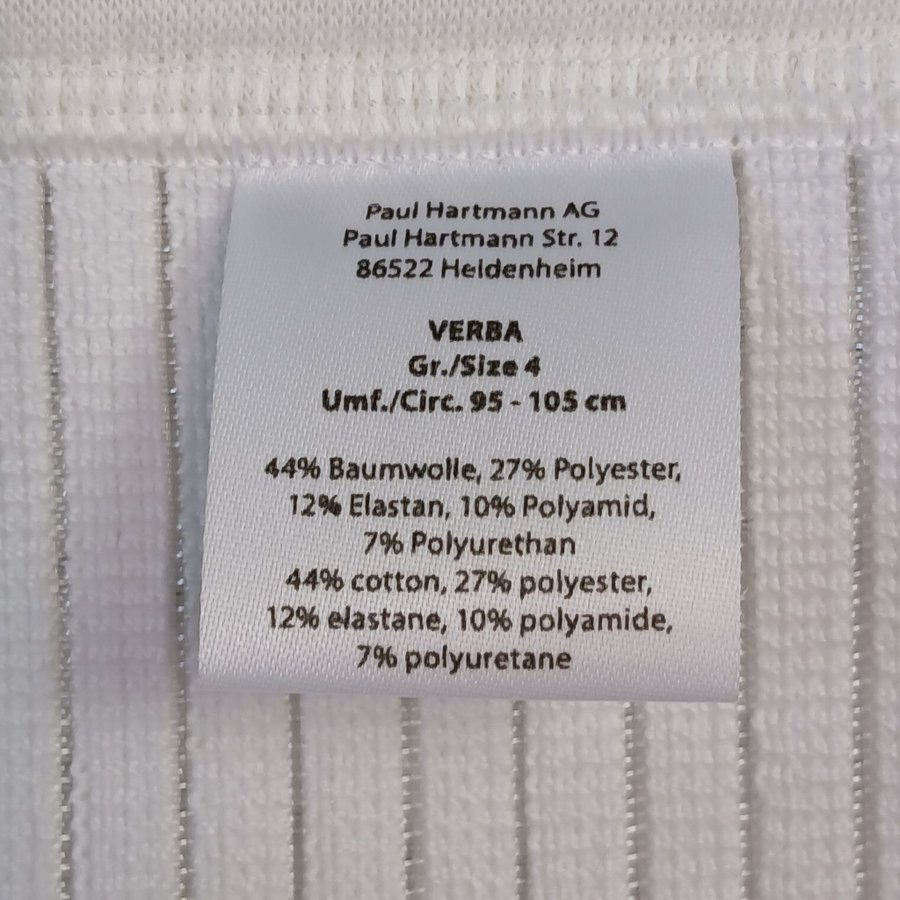 Paul Hartmann AG
Paul Hartmann Str. 12
86522 Heidenheim
VERBA
Gr./Size 4
Umf./Circ. 95 - 105 cm
44% Baumwolle, 27% Polyester,
12% Elastan, 10% Polyamid,
7% Polyurethan
44% cotton, 27% polyester,
12% elastane, 10% polyamide,
7% polyuretane